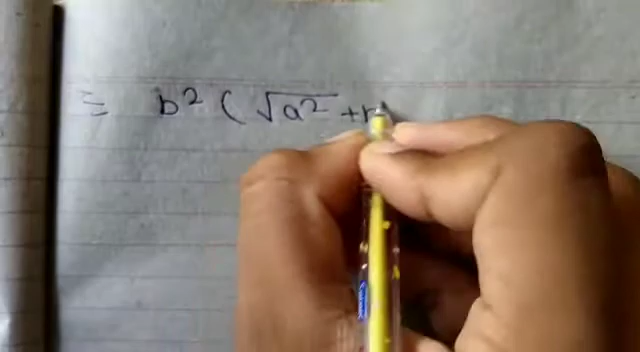 = b² ( √a² +